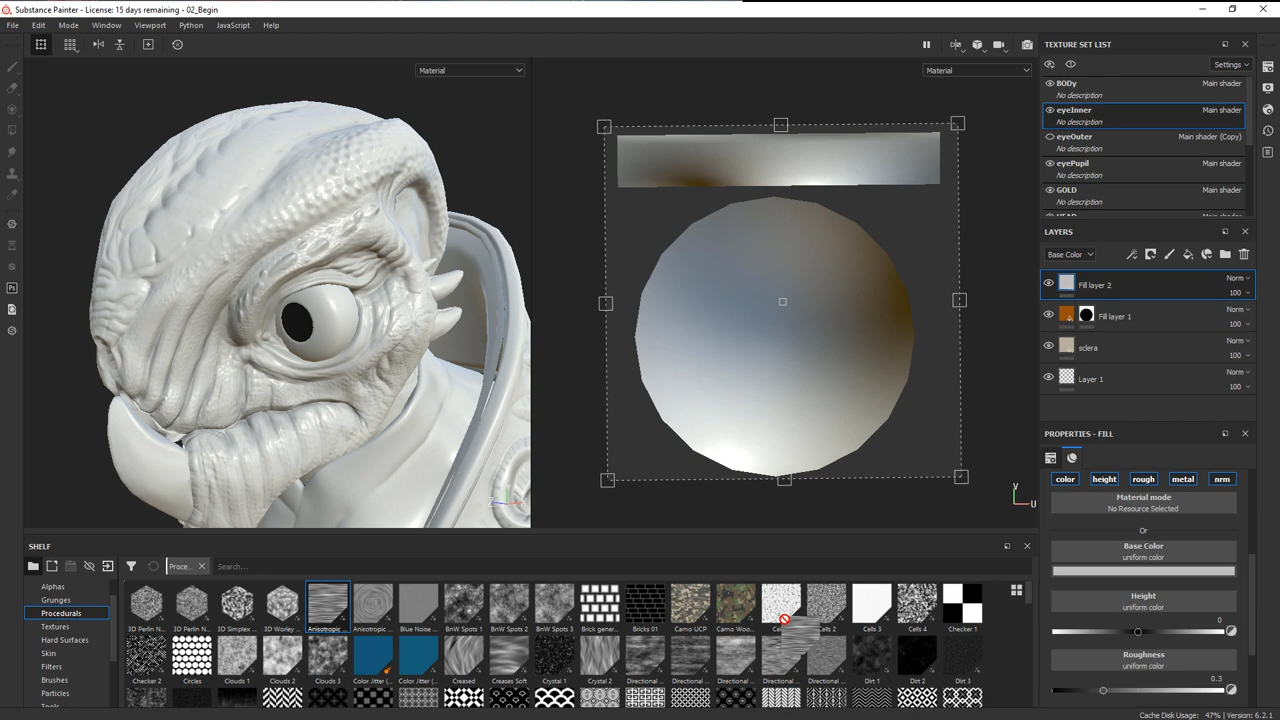 Substance Painter - License: 15 days remaining - 02_Begin
File Edit Mode Window Viewport Python JavaScript Help
Material
Material
TEXTURE SET LIST
Settings
BODy Main shader
No description
eyeInner Main shader
No description
eyeOuter Main shader (Copy)
No description
eyePupil Main shader
No description
GOLD Main shader
No description
HEAD
LAYERS
Base Color
Fill layer 2 Norm
100
Fill layer 1 Norm
100
sclera Norm
100
Layer 1 Norm
100
PROPERTIES - FILL
color height rough metal nrm
Material mode
No Resource Selected
Or
Base Color
uniform color
Height
uniform color
0
Roughness
uniform color
0.3
V
U
Ps
SHELF
Proce...
Search...
Alphas
Grunges
Procedurals
Textures
Hard Surfaces
Skin
Filters
Brushes
Particles
Tools
3D Perlin N... 3D Perlin N... 3D Simplex ... 3D Worley ... Anisotropic ... Anisotropic ... Blue Noise ... BnW Spots 1 BnW Spots 2 BnW Spots 3 Brick gener... Bricks 01 Camo UCP Camo Woo... Cells 2 Cells 3 Cells 4 Checker 1
Checker 2 Circles Clouds 1 Clouds 2 Clouds 3 Color Jitter (... Color Jitter (... Creased Creases Soft Crystal 1 Crystal 2 Directional ... Directional ... Directional ... Directional ... Directional ... Dirt 1 Dirt 2 Dirt 3
Cache Disk Usage: 47% | Version: 6.2.1